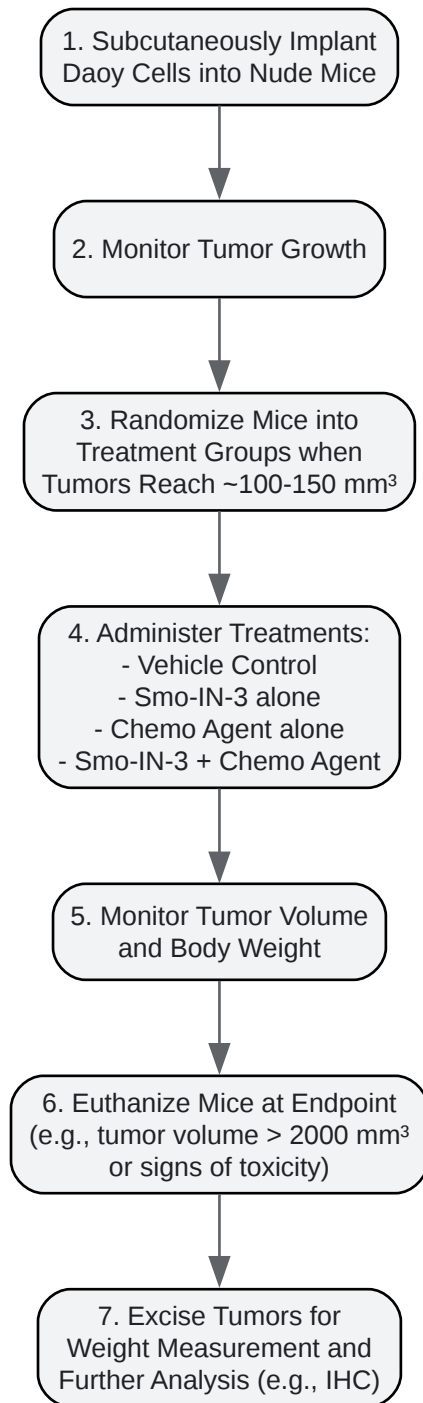 1. Subcutaneously Implant
Daoy Cells into Nude Mice
2. Monitor Tumor Growth
3. Randomize Mice into
Treatment Groups when
Tumors Reach ~100-150 mm³
4. Administer Treatments:
- Vehicle Control
- Smo-IN-3 alone
- Chemo Agent alone
- Smo-IN-3 + Chemo Agent
5. Monitor Tumor Volume
and Body Weight
6. Euthanize Mice at Endpoint
(e.g., tumor volume > 2000 mm³
or signs of toxicity)
7. Excise Tumors for
Weight Measurement and
Further Analysis (e.g., IHC)